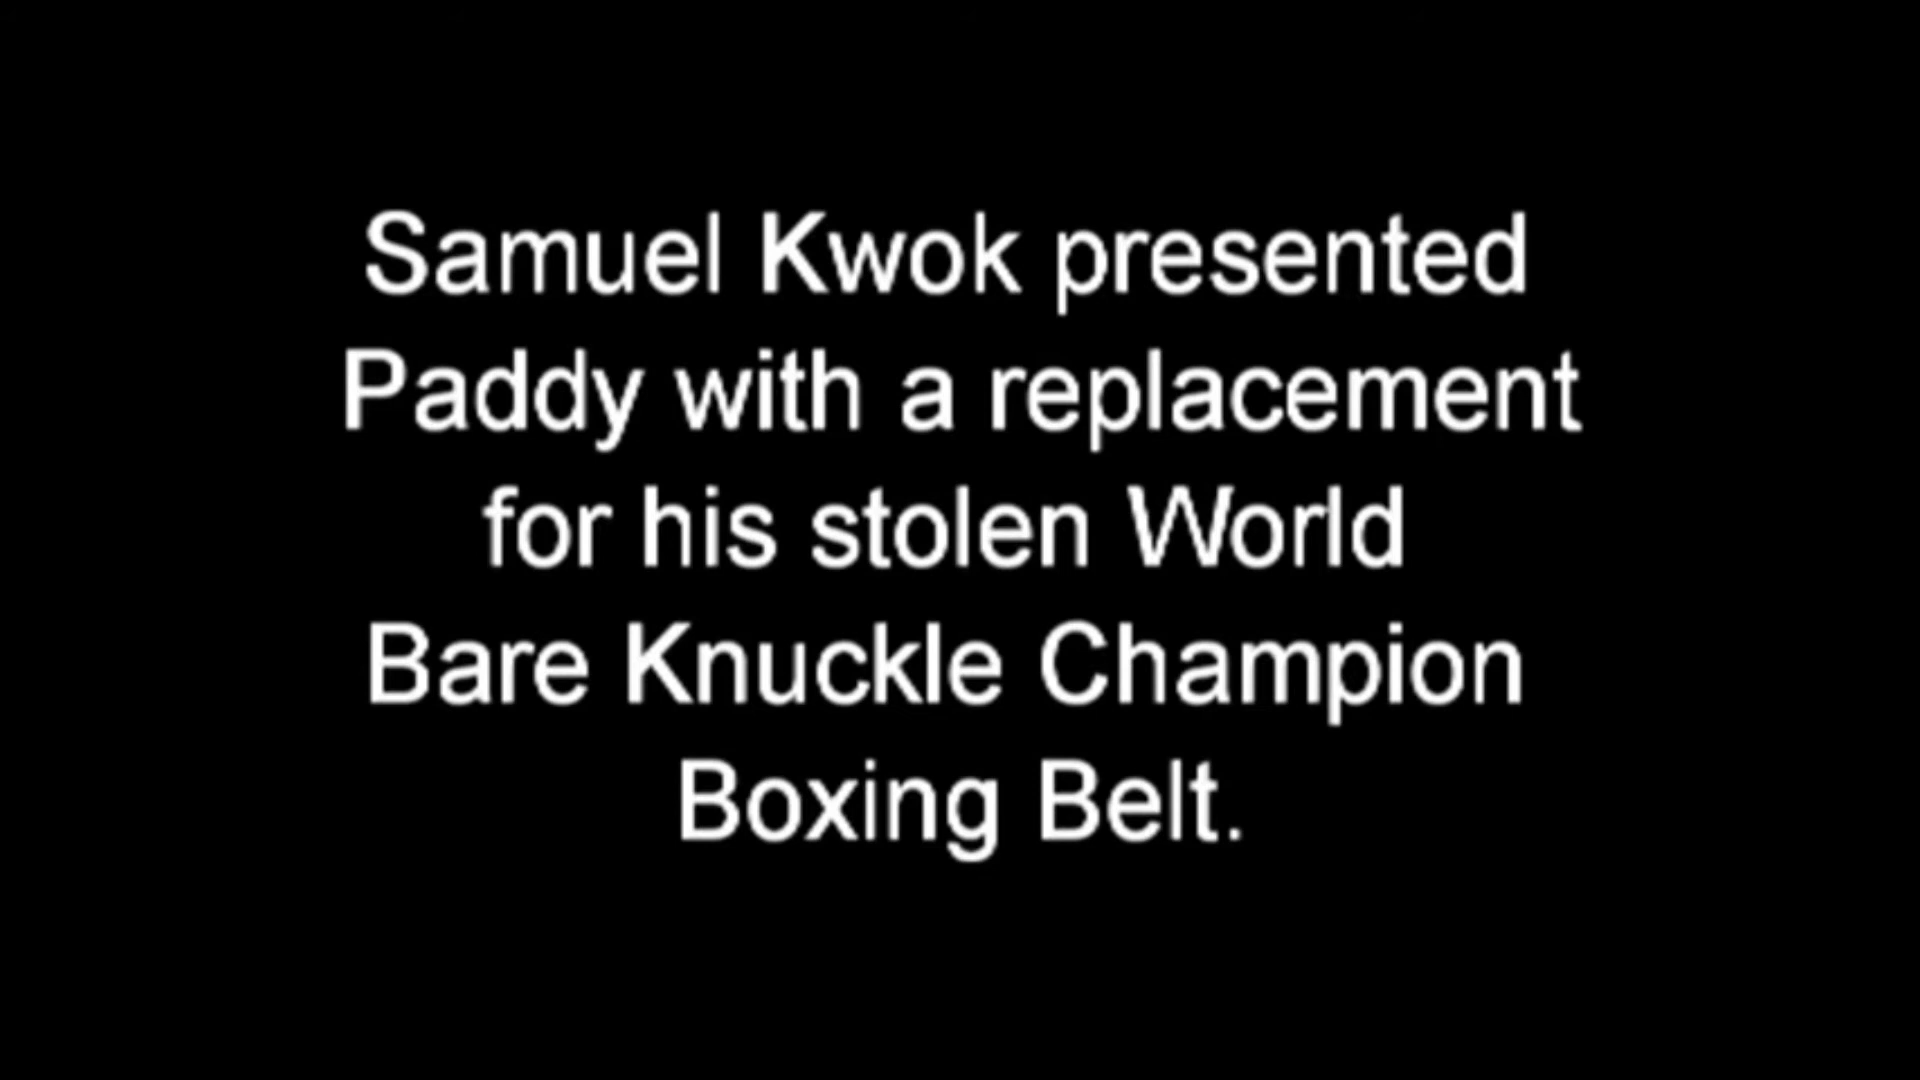 Samuel Kwok presented
Paddy with a replacement
for his stolen World
Bare Knuckle Champion
Boxing Belt.